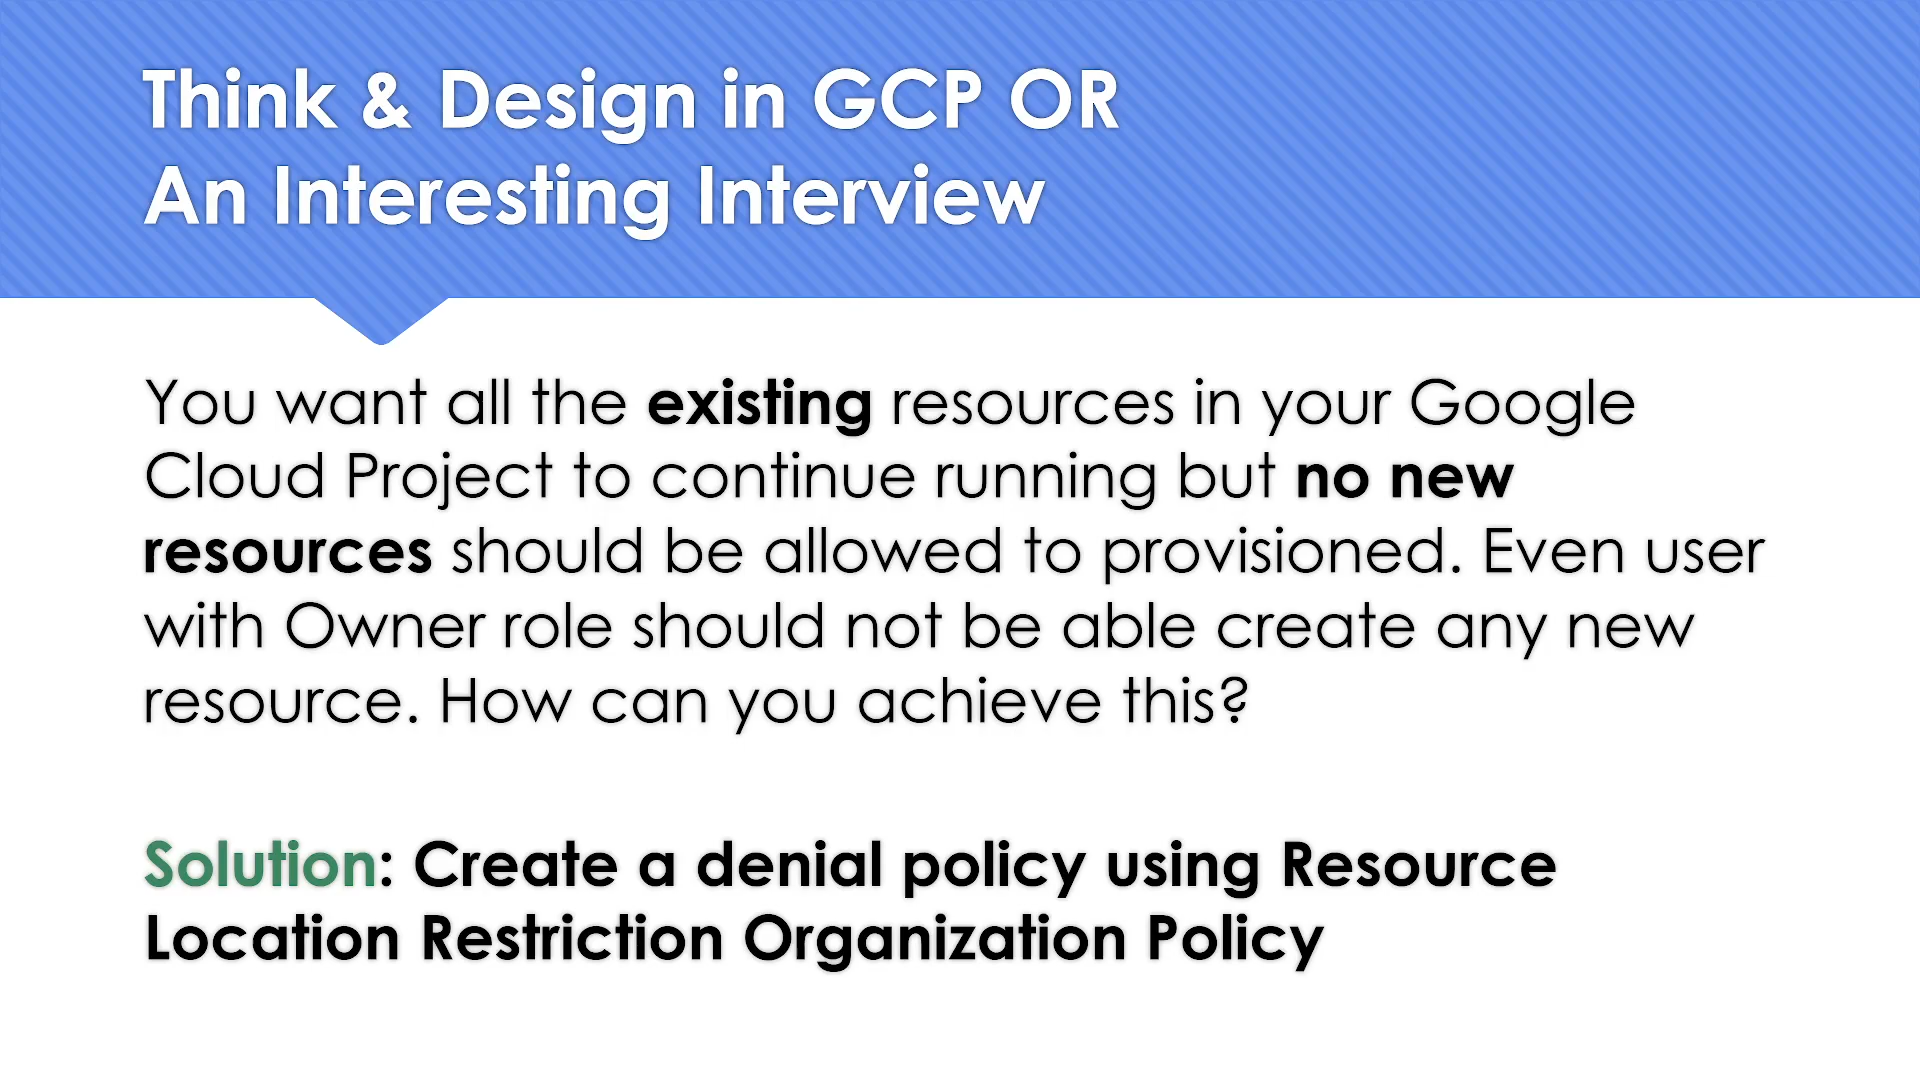 Think & Design in GCP OR
An Interesting Interview
You want all the existing resources in your Google
Cloud Project to continue running but no new
resources should be allowed to provisioned. Even user
with Owner role should not be able create any new
resource. How can you achieve this?
Solution: Create a denial policy using Resource
Location Restriction Organization Policy